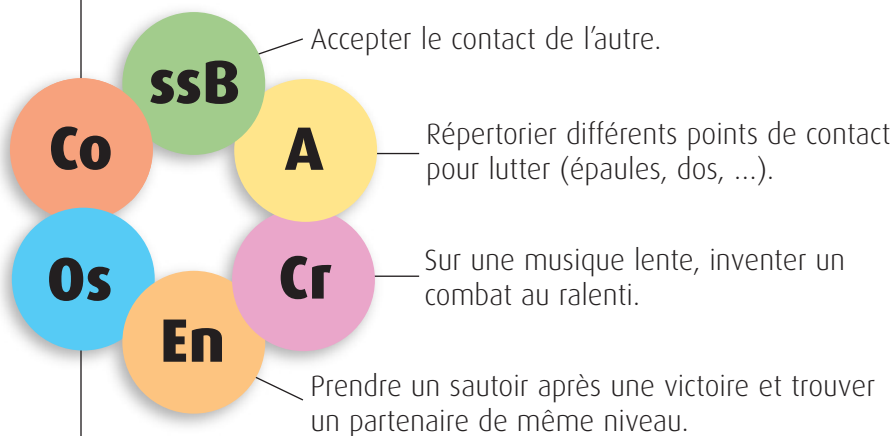 ssB
Accepter le contact de l’autre.
Co
A
Répertorier différents points de contact
pour lutter (épaules, dos, ...).
Os
Cr
Sur une musique lente, inventer un
combat au ralenti.
En
Prendre un sautoir après une victoire et trouver
un partenaire de même niveau.